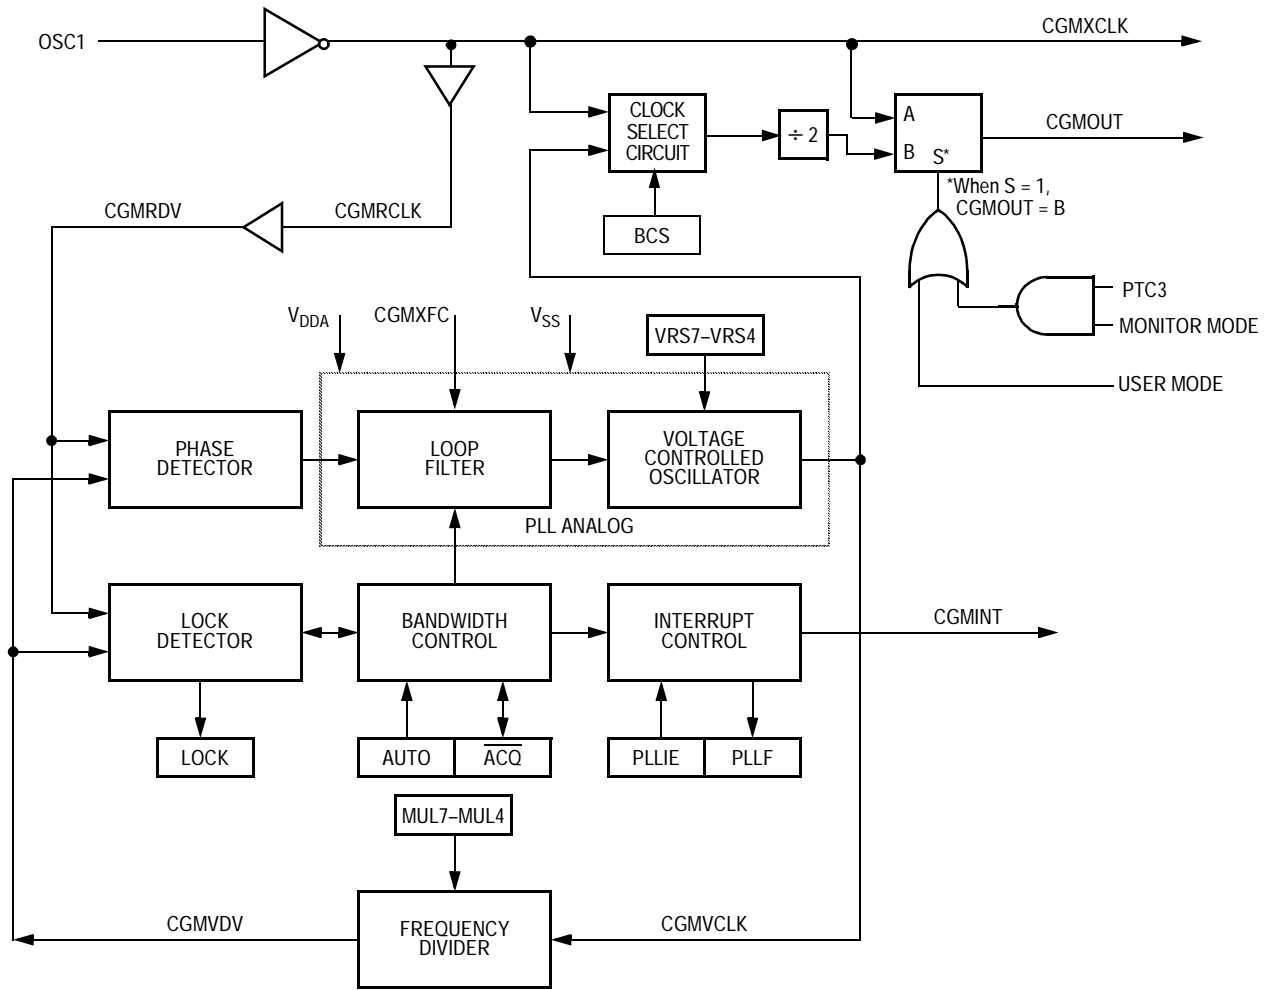 OSC1
CGMXCLK
CLOCK
SELECT
CIRCUIT
÷ 2
A
B
S*
CGMOUT
*When S = 1,
CGMOUT = B
CGMRDV
CGMRCLK
BCS
PTC3
MONITOR MODE
USER MODE
VDDA
CGMXFC
VSS
VRS7–VRS4
PHASE
DETECTOR
LOOP
FILTER
VOLTAGE
CONTROLLED
OSCILLATOR
PLL ANALOG
LOCK
DETECTOR
BANDWIDTH
CONTROL
INTERRUPT
CONTROL
CGMINT
LOCK
AUTO
A̅C̅Q̅
PLLIE
PLLF
MUL7–MUL4
CGMVDV
FREQUENCY
DIVIDER
CGMVCLK